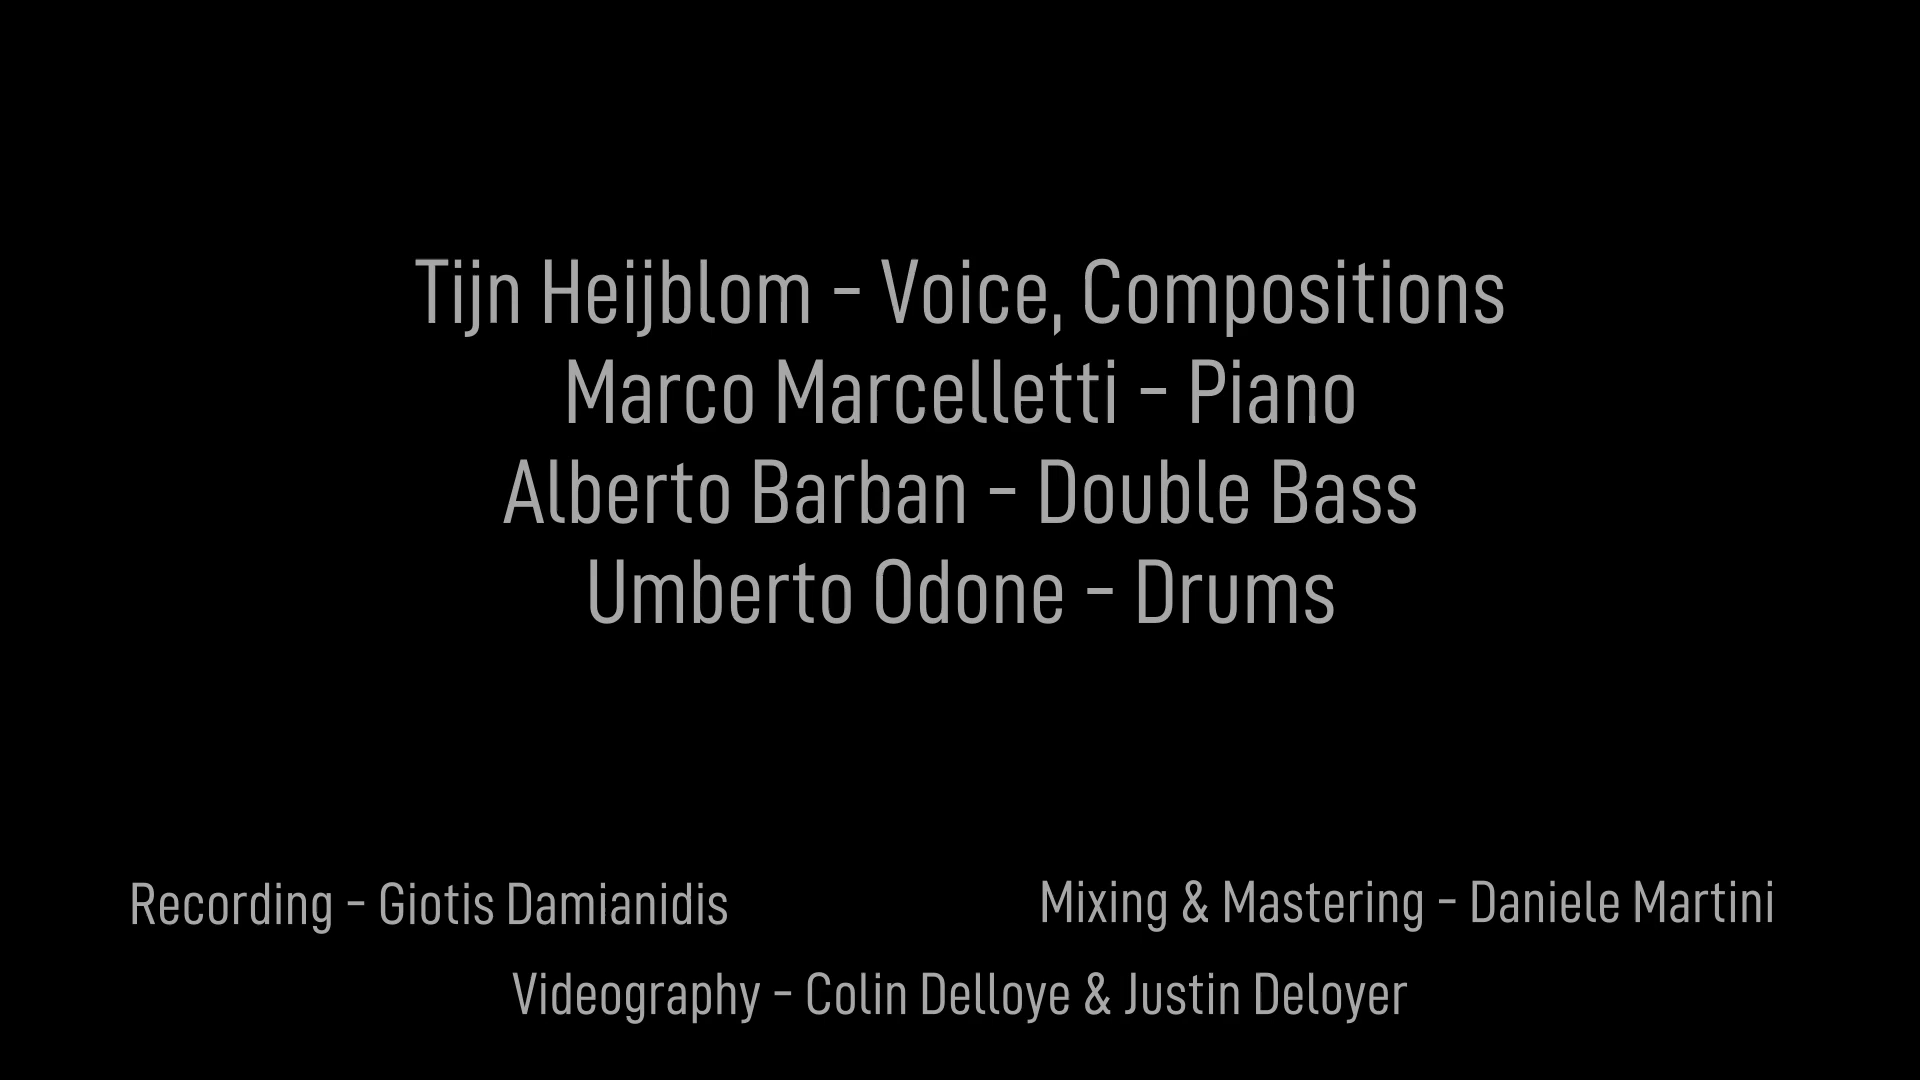 Tijn Heijblom - Voice, Compositions
Marco Marcelletti - Piano
Alberto Barban - Double Bass
Umberto Odone - Drums
Recording - Giotis Damianidis
Mixing & Mastering - Daniele Martini
Videography - Colin Delloye & Justin Deloyer